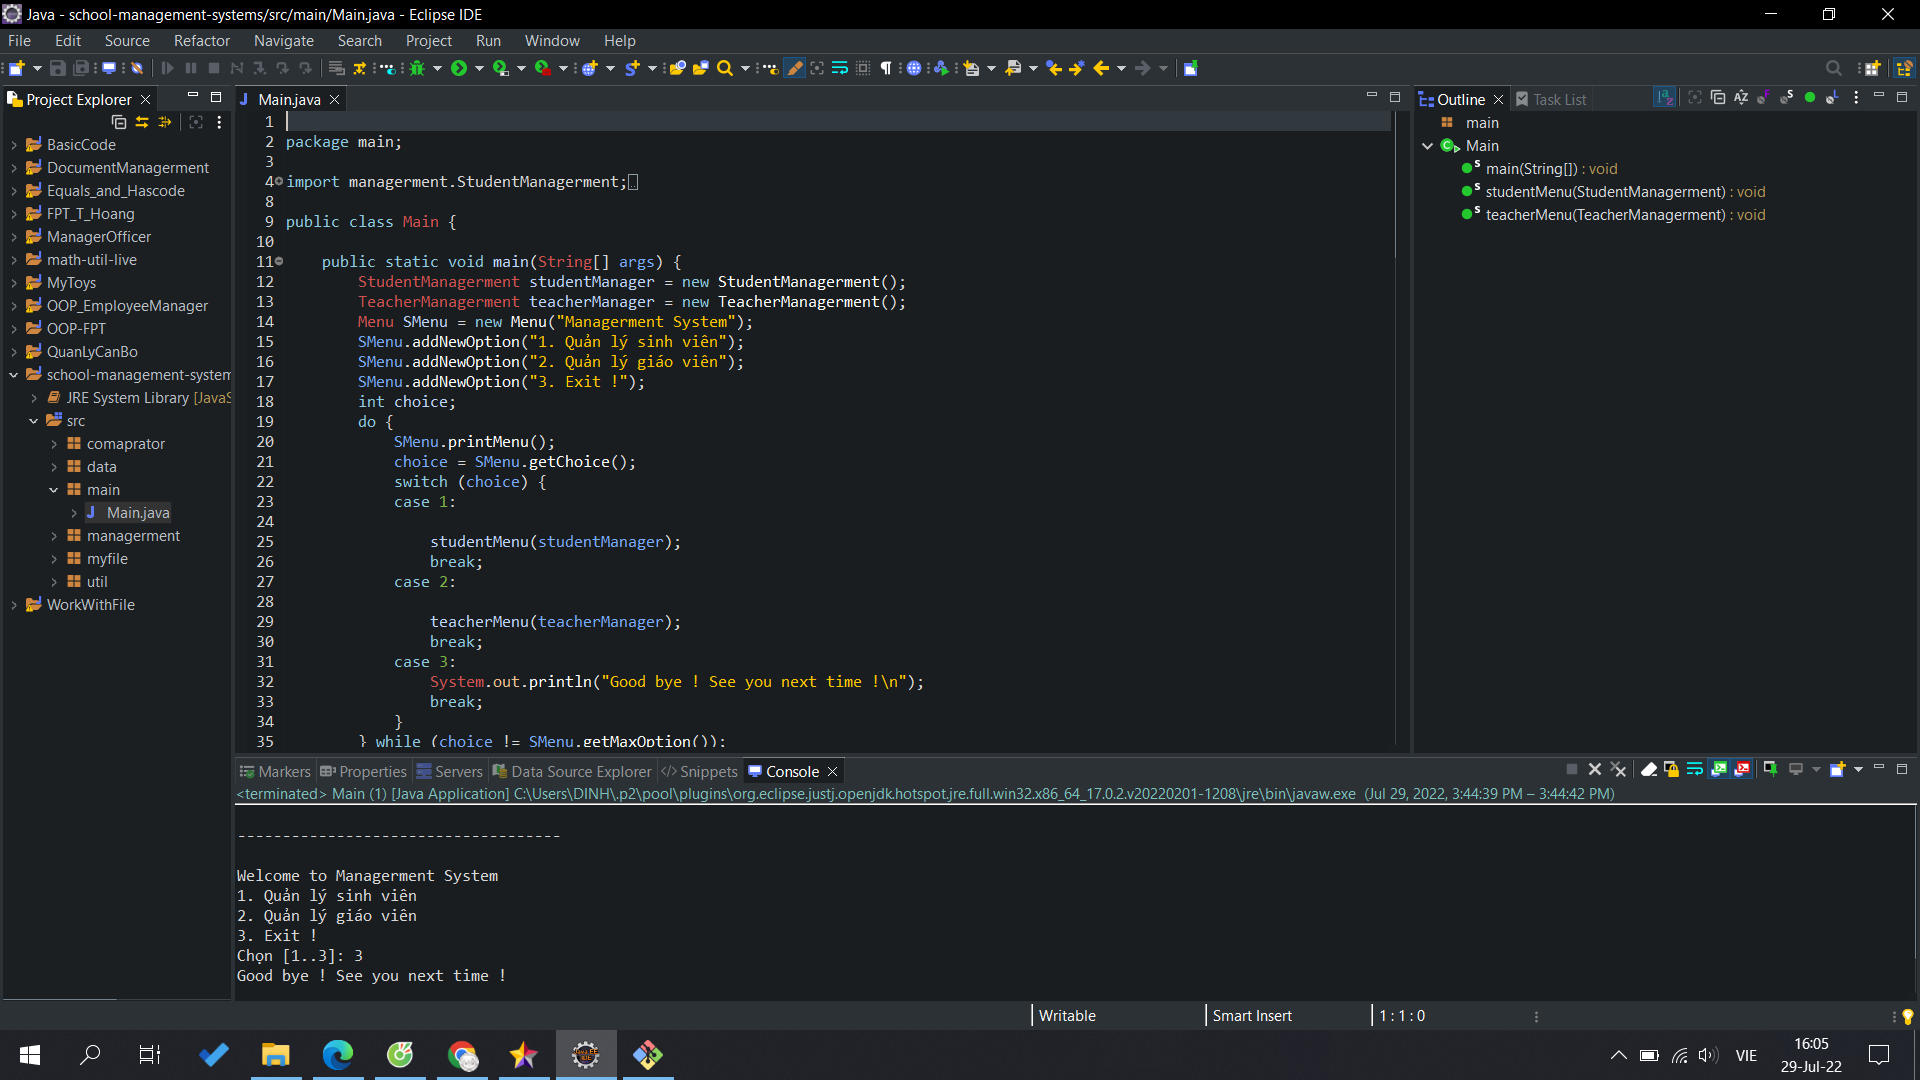 Java - school-management-systems/src/main/Main.java - Eclipse IDE
File Edit Source Refactor Navigate Search Project Run Window Help
Project Explorer
BasicCode
DocumentManagerment
Equals_and_Hascode
FPT_T_Hoang
ManagerOfficer
math-util-live
MyToys
OOP_EmployeeManager
OOP-FPT
QuanLyCanBo
school-management-system
JRE System Library [JavaS
src
comaprator
data
main
Main.java
managerment
myfile
util
WorkWithFile
Main.java
1
2 package main;
3
4 import managerment.StudentManagerment;
8
9 public class Main {
10
11 public static void main(String[] args) {
12 StudentManagerment studentManager = new StudentManagerment();
13 TeacherManagerment teacherManager = new TeacherManagerment();
14 Menu SMenu = new Menu("Managerment System");
15 SMenu.addNewOption("1. Quản lý sinh viên");
16 SMenu.addNewOption("2. Quản lý giáo viên");
17 SMenu.addNewOption("3. Exit !");
18 int choice;
19 do {
20 SMenu.printMenu();
21 choice = SMenu.getChoice();
22 switch (choice) {
23 case 1:
24
25 studentMenu(studentManager);
26 break;
27 case 2:
28
29 teacherMenu(teacherManager);
30 break;
31 case 3:
32 System.out.println("Good bye ! See you next time !\n");
33 break;
34 }
35 } while (choice != SMenu.getMaxOption());
Outline Task List
main
Main
main(String[]) : void
studentMenu(StudentManagerment) : void
teacherMenu(TeacherManagerment) : void
Markers Properties Servers Data Source Explorer Snippets Console
<terminated> Main (1) [Java Application] C:\Users\DINH\.p2\pool\plugins\org.eclipse.justj.openjdk.hotspot.jre.full.win32.x86_64_17.0.2.v20220201-1208\jre\bin\javaw.exe (Jul 29, 2022, 3:44:39 PM – 3:44:42 PM)
------------------------------------
Welcome to Managerment System
1. Quản lý sinh viên
2. Quản lý giáo viên
3. Exit !
Chọn [1..3]: 3
Good bye ! See you next time !
Writable
Smart Insert
1 : 1 : 0
VIE
16:05
29-Jul-22